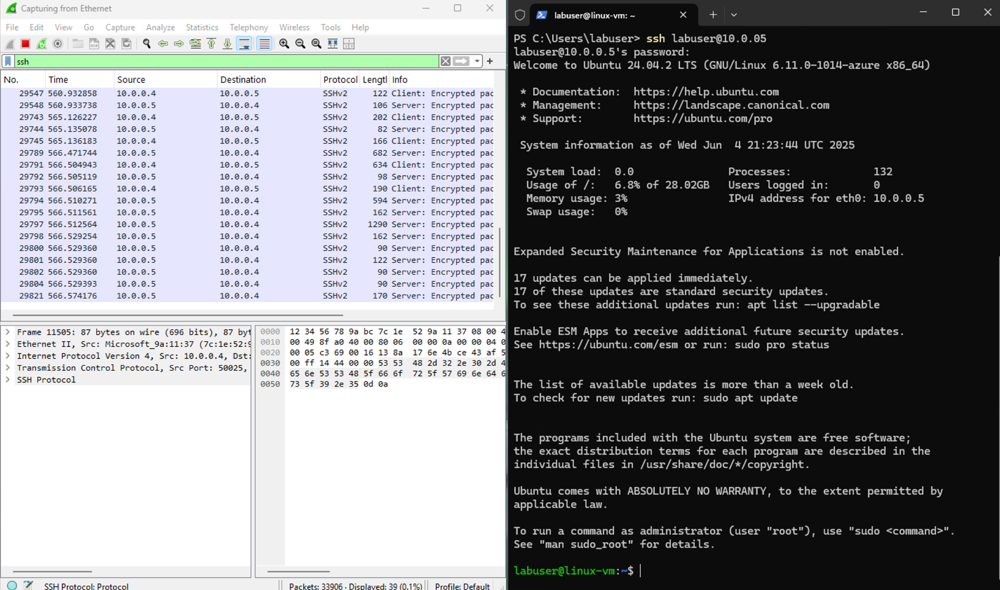 Capturing from Ethernet
File Edit View Go Capture Analyze Statistics Telephony Wireless Tools Help
ssh
No. Time Source Destination Protocol Lengtl Info
29547 560.932858 10.0.0.4 10.0.0.5 SSHv2 122 Client: Encrypted pac
29548 560.933738 10.0.0.5 10.0.0.4 SSHv2 106 Server: Encrypted pac
29743 565.126227 10.0.0.4 10.0.0.5 SSHv2 202 Client: Encrypted pac
29744 565.135078 10.0.0.5 10.0.0.4 SSHv2 82 Server: Encrypted pac
29745 565.136183 10.0.0.4 10.0.0.5 SSHv2 166 Client: Encrypted pac
29789 566.471744 10.0.0.5 10.0.0.4 SSHv2 682 Server: Encrypted pac
29791 566.504943 10.0.0.4 10.0.0.5 SSHv2 634 Client: Encrypted pac
29792 566.505119 10.0.0.5 10.0.0.4 SSHv2 98 Server: Encrypted pac
29793 566.506165 10.0.0.4 10.0.0.5 SSHv2 190 Client: Encrypted pac
29794 566.510271 10.0.0.5 10.0.0.4 SSHv2 594 Server: Encrypted pac
29795 566.511561 10.0.0.5 10.0.0.4 SSHv2 162 Server: Encrypted pac
29797 566.512564 10.0.0.5 10.0.0.4 SSHv2 1290 Server: Encrypted pac
29798 566.529254 10.0.0.5 10.0.0.4 SSHv2 162 Server: Encrypted pac
29800 566.529360 10.0.0.5 10.0.0.4 SSHv2 90 Server: Encrypted pac
29801 566.529360 10.0.0.5 10.0.0.4 SSHv2 122 Server: Encrypted pac
29802 566.529360 10.0.0.5 10.0.0.4 SSHv2 90 Server: Encrypted pac
29804 566.529393 10.0.0.5 10.0.0.4 SSHv2 90 Server: Encrypted pac
29821 566.574176 10.0.0.5 10.0.0.4 SSHv2 170 Server: Encrypted pac
Frame 11505: 87 bytes on wire (696 bits), 87 byt
Ethernet II, Src: Microsoft_9a:11:37 (7c:1e:52:9
Internet Protocol Version 4, Src: 10.0.0.4, Dst:
Transmission Control Protocol, Src Port: 50025,
SSH Protocol
0000 12 34 56 78 9a bc 7c 1e 52 9a 11 37 08 00 4
0010 00 49 8f a0 40 00 80 06 00 00 0a 00 00 04 0
0020 00 05 c3 69 00 16 13 8a 17 6e 4b ce 43 af 5
0030 00 ff 14 44 00 00 53 53 48 2d 32 2e 30 2d 4
0040 65 6e 53 53 48 5f 66 6f 72 5f 57 69 6e 64 6
0050 73 5f 39 2e 35 0d 0a
SSH Protocol: Protocol
Packets: 33906 · Displayed: 39 (0.1%)
Profile: Default
labuser@linux-vm: ~
PS C:\Users\labuser> ssh labuser@10.0.05
labuser@10.0.0.5's password:
Welcome to Ubuntu 24.04.2 LTS (GNU/Linux 6.11.0-1014-azure x86_64)
* Documentation: https://help.ubuntu.com
* Management: https://landscape.canonical.com
* Support: https://ubuntu.com/pro
System information as of Wed Jun 4 21:23:44 UTC 2025
System load: 0.0 Processes: 132
Usage of /: 6.8% of 28.02GB Users logged in: 0
Memory usage: 3% IPv4 address for eth0: 10.0.0.5
Swap usage: 0%
Expanded Security Maintenance for Applications is not enabled.
17 updates can be applied immediately.
17 of these updates are standard security updates.
To see these additional updates run: apt list --upgradable
Enable ESM Apps to receive additional future security updates.
See https://ubuntu.com/esm or run: sudo pro status
The list of available updates is more than a week old.
To check for new updates run: sudo apt update
The programs included with the Ubuntu system are free software;
the exact distribution terms for each program are described in the
individual files in /usr/share/doc/*/copyright.
Ubuntu comes with ABSOLUTELY NO WARRANTY, to the extent permitted by
applicable law.
To run a command as administrator (user "root"), use "sudo <command>".
See "man sudo_root" for details.
labuser@linux-vm:~$